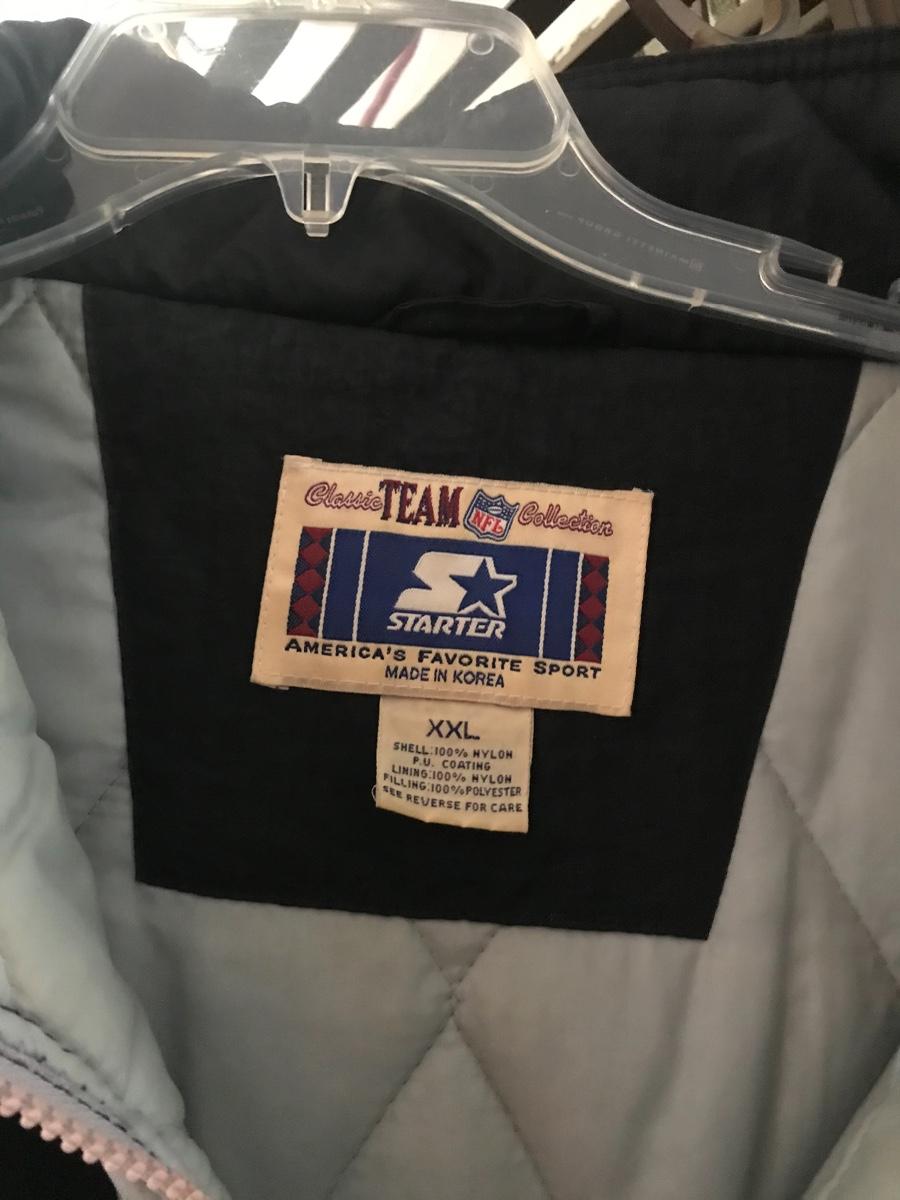 Classic TEAM NFL Collection
STARTER
AMERICA'S FAVORITE SPORT
MADE IN KOREA
XXL
SHELL:100% NYLON
P.U. COATING
LINING:100% NYLON
FILLING:100% POLYESTER
SEE REVERSE FOR CARE